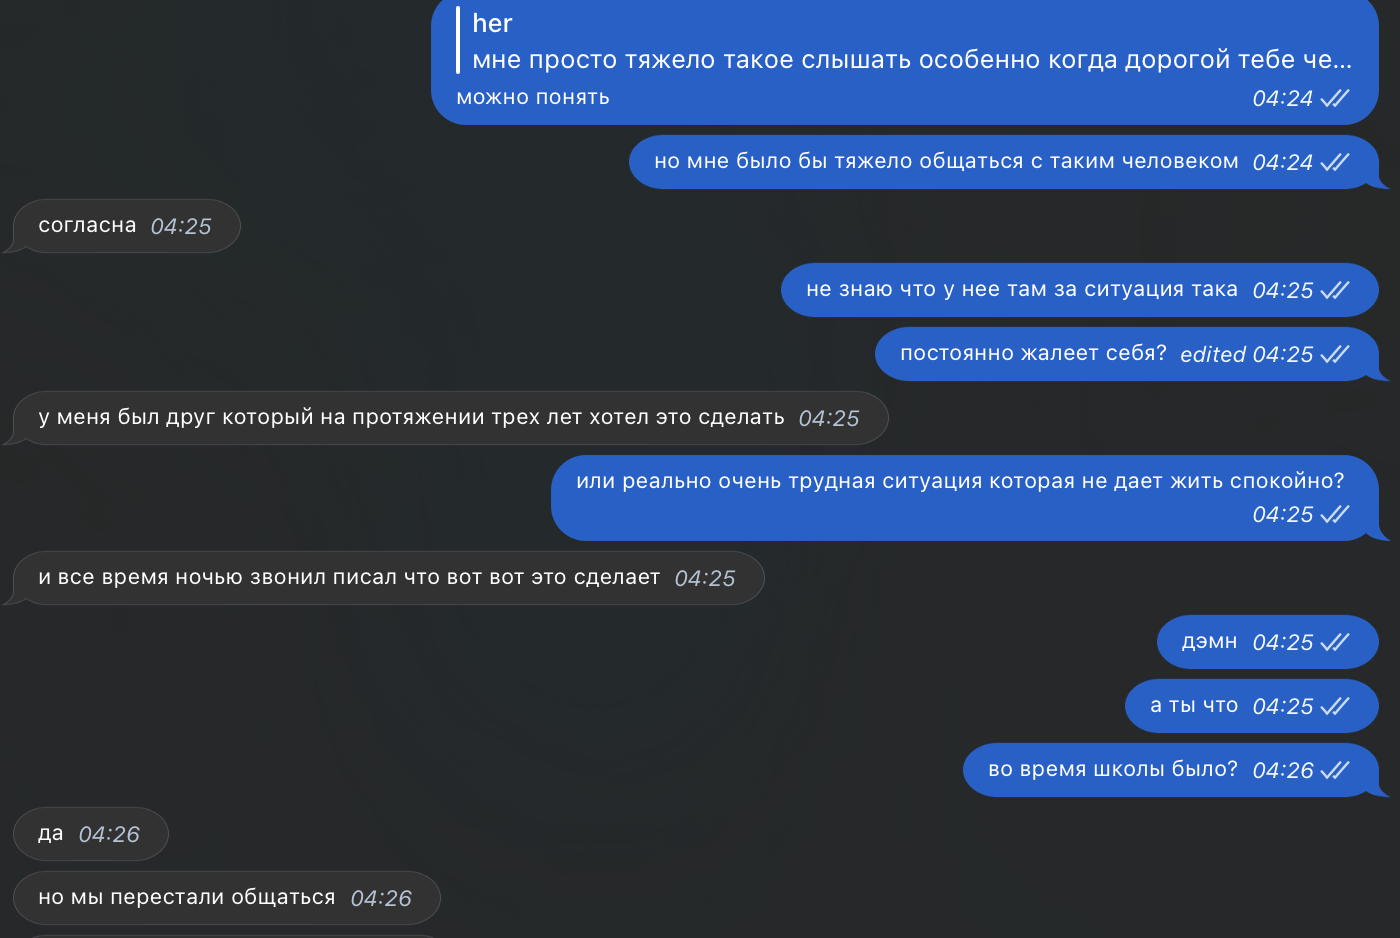 her
мне просто тяжело такое слышать особенно когда дорогой тебе че...
можно понять 04:24
но мне было бы тяжело общаться с таким человеком 04:24
согласна 04:25
не знаю что у нее там за ситуация така 04:25
постоянно жалеет себя? edited 04:25
у меня был друг который на протяжении трех лет хотел это сделать 04:25
или реально очень трудная ситуация которая не дает жить спокойно?
04:25
и все время ночью звонил писал что вот вот это сделает 04:25
дэмн 04:25
а ты что 04:25
во время школы было? 04:26
да 04:26
но мы перестали общаться 04:26